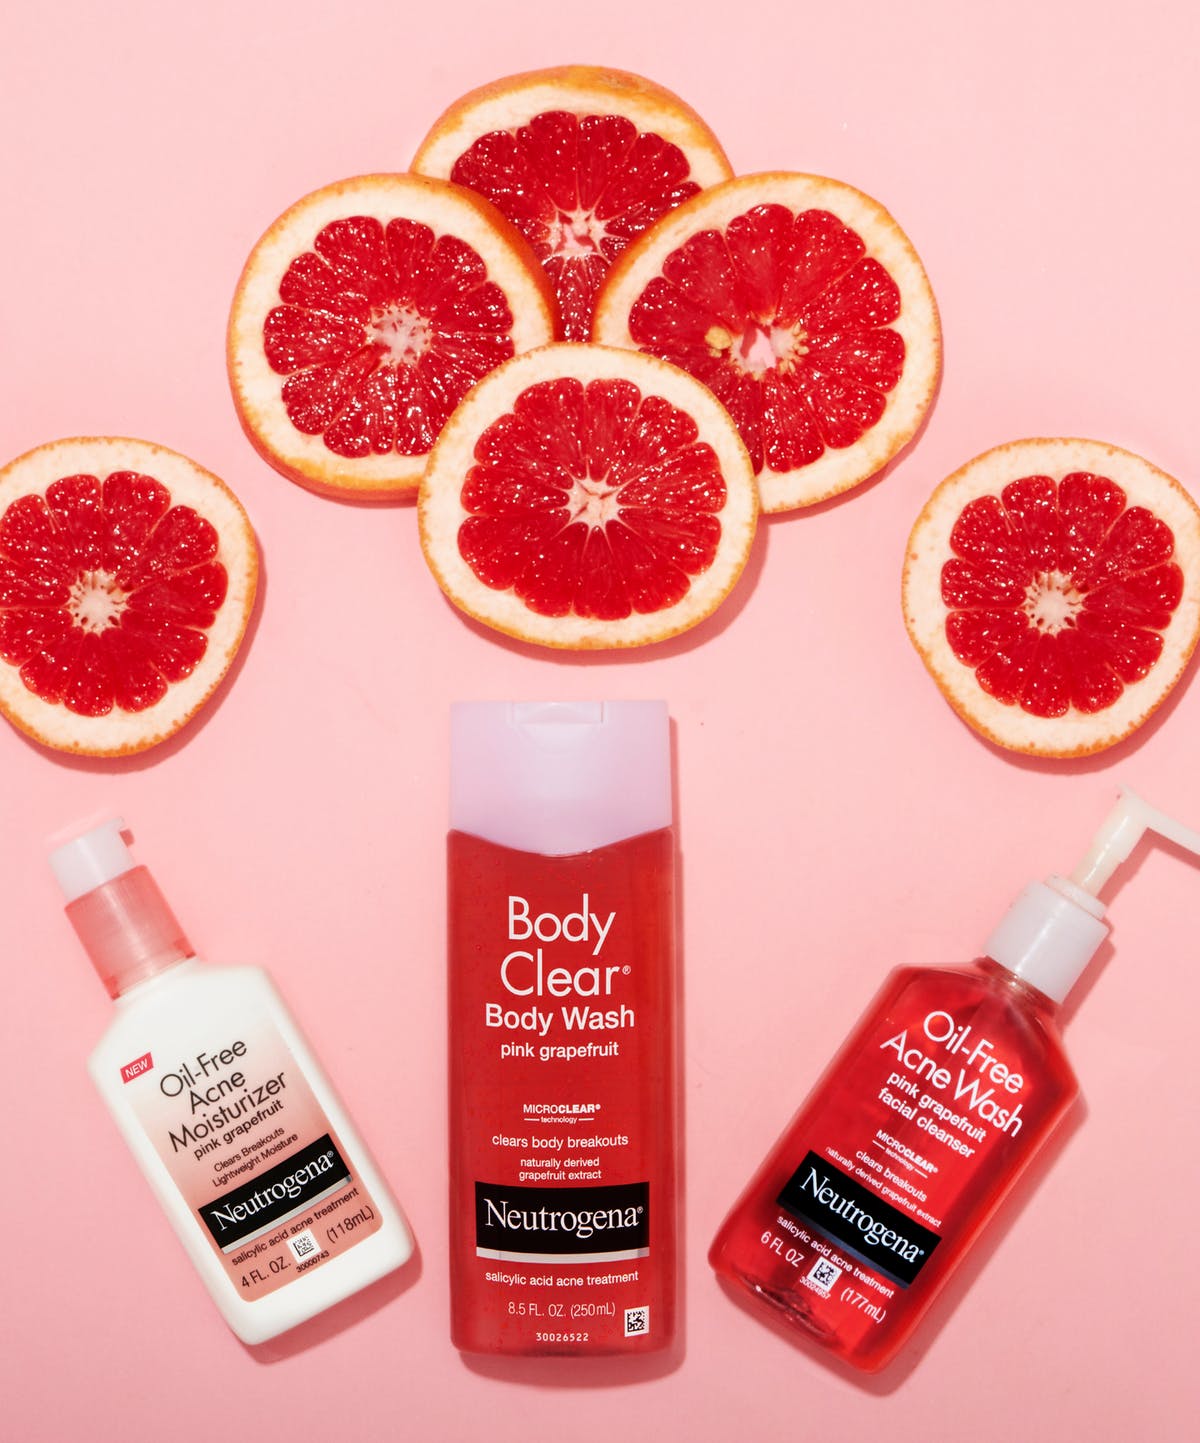 NEW
Oil-Free
Acne
Moisturizer
pink grapefruit
Clears Breakouts
Lightweight Moisture
Neutrogena®
salicylic acid acne treatment
4 FL. OZ. (118mL)
30000743
Body
Clear®
Body Wash
pink grapefruit
MICROCLEAR®
technology
clears body breakouts
naturally derived
grapefruit extract
Neutrogena®
salicylic acid acne treatment
8.5 FL. OZ. (250mL)
30026522
Oil-Free
Acne Wash
pink grapefruit
facial cleanser
MICROCLEAR®
technology
clears breakouts
naturally derived grapefruit extract
Neutrogena®
salicylic acid acne treatment
6 FL OZ (177mL)